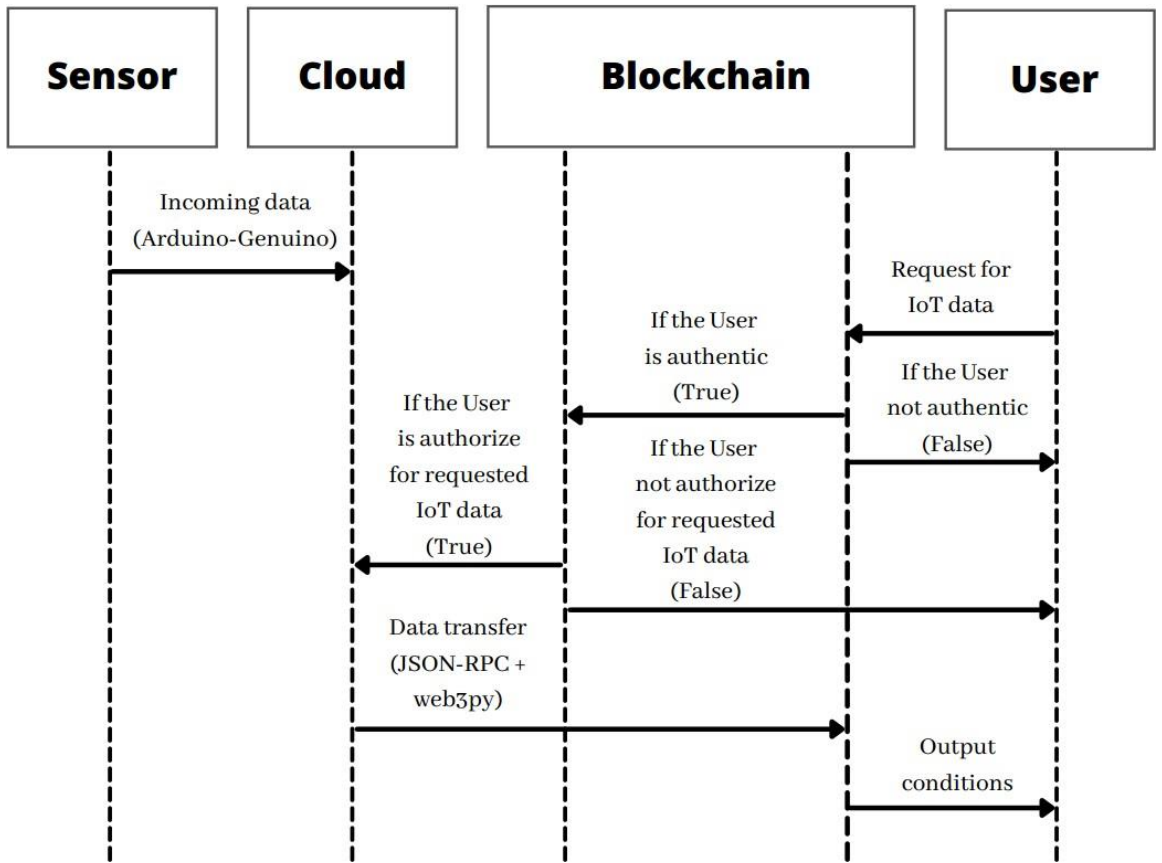 Sensor
Cloud
Blockchain
User
Incoming data
(Arduino-Genuino)
Request for
IoT data
If the User
is authentic
(True)
If the User
not authentic
(False)
If the User
is authorize
for requested
IoT data
(True)
If the User
not authorize
for requested
IoT data
(False)
Data transfer
(JSON-RPC +
web3py)
Output
conditions